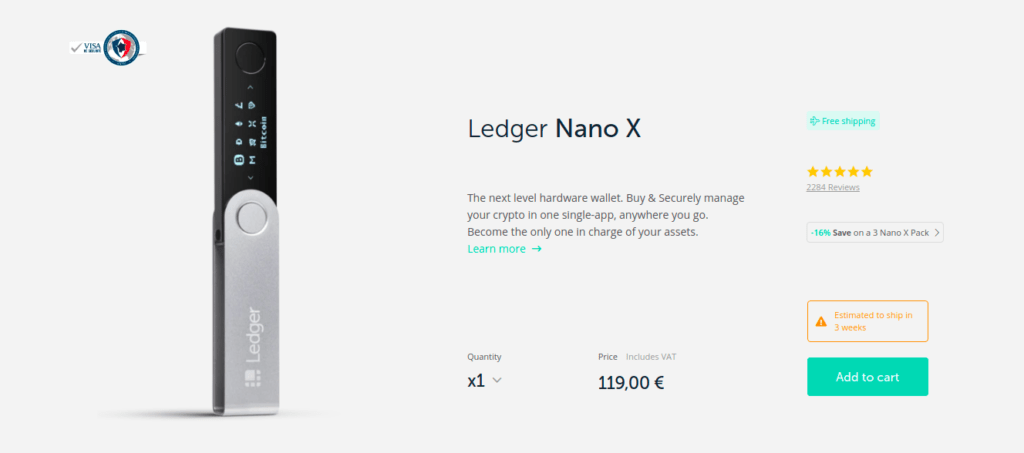 VISA
Bitcoin
Ledger
Ledger Nano X
The next level hardware wallet. Buy & Securely manage
your crypto in one single-app, anywhere you go.
Become the only one in charge of your assets.
Learn more →
Quantity
x1
Price Includes VAT
119,00 €
Free shipping
2284 Reviews
-16% Save on a 3 Nano X Pack
Estimated to ship in
3 weeks
Add to cart